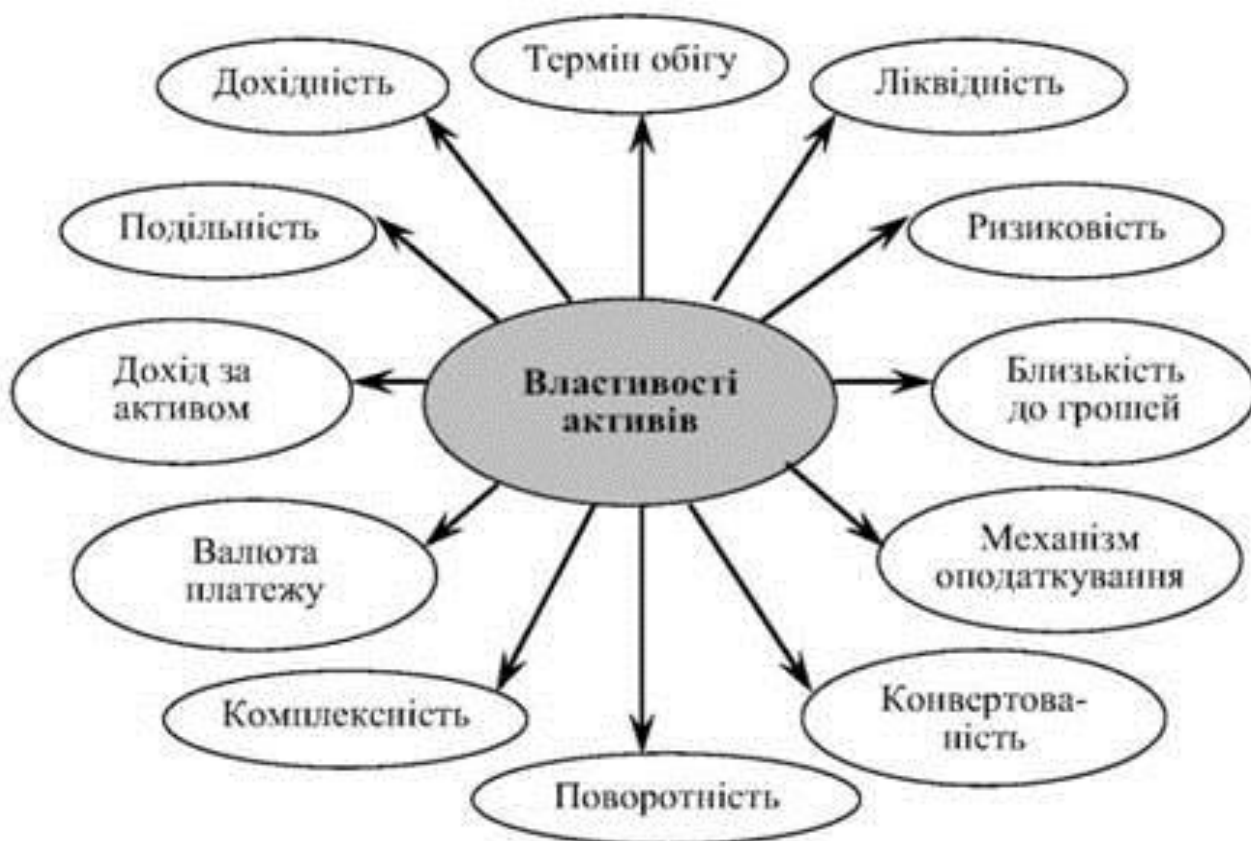 Термін обігу
Дохідність
Ліквідність
Подільність
Ризиковість
Дохід за
активом
Властивості
активів
Близькість
до грошей
Валюта
платежу
Механізм
оподаткування
Комплексність
Конвертова-
ність
Поворотність